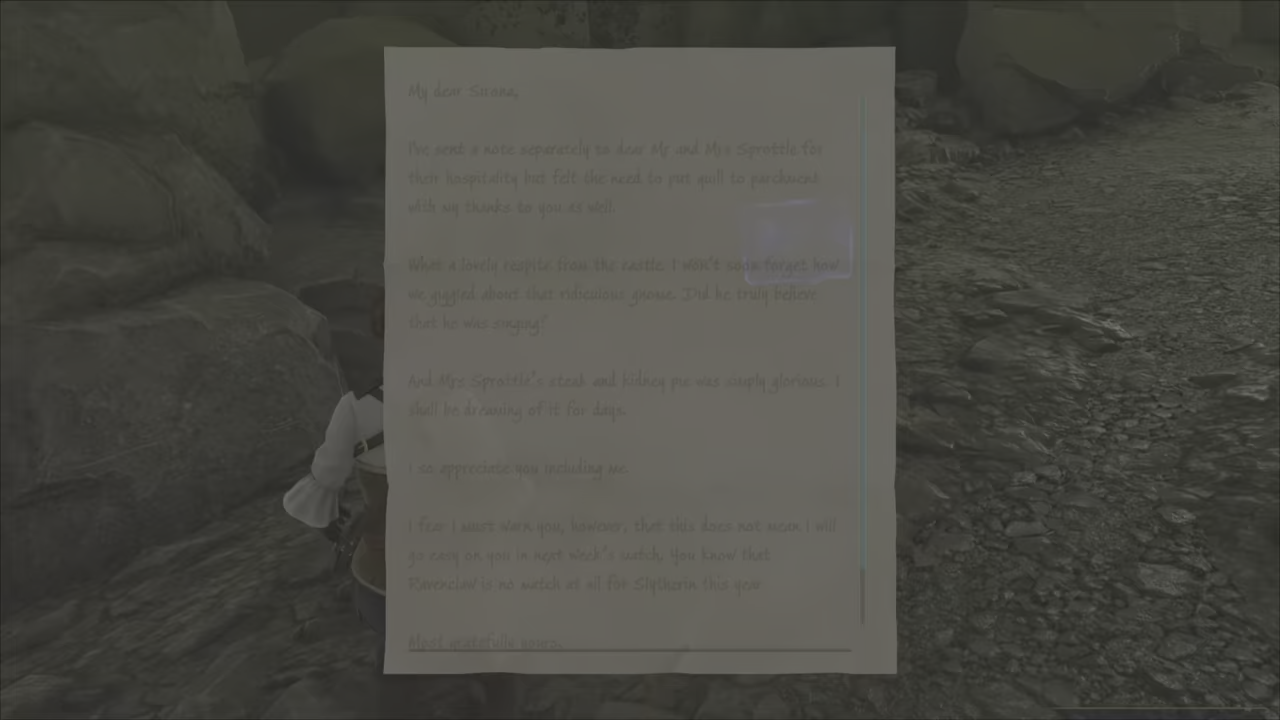 My dear Sirona,
I've sent a note separately to dear Mr and Mrs Sprottle for
their hospitality but felt the need to put quill to parchment
with my thanks to you as well.
What a lovely respite from the castle. I won't soon forget how
we giggled about that ridiculous gnome. Did he truly believe
that he was singing?
And Mrs Sprottle's steak and kidney pie was simply glorious. I
shall be dreaming of it for days.
I so appreciate you including me.
I fear I must warn you, however, that this does not mean I will
go easy on you in next week's match. You know that
Ravenclaw is no match at all for Slytherin this year
Most gratefully yours,